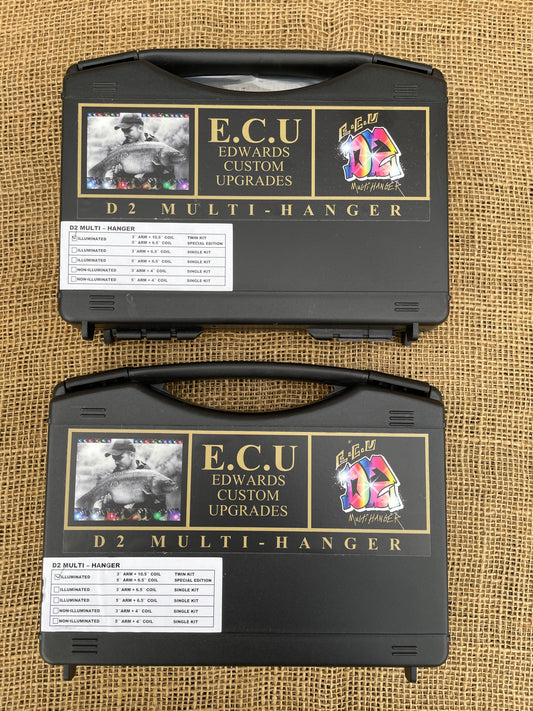 E.C.U
EDWARDS
CUSTOM
UPGRADES
E.C.U
D2
MULTI HANGER
D2 MULTI-HANGER
D2 MULTI – HANGER
ILLUMINATED 3" ARM + 10.5" COIL TWIN KIT
5" ARM + 6.5" COIL SPECIAL EDITION
ILLUMINATED 3" ARM + 6.5" COIL SINGLE KIT
ILLUMINATED 5" ARM + 6.5" COIL SINGLE KIT
NON-ILLUMINATED 3" ARM + 4" COIL SINGLE KIT
NON-ILLUMINATED 5" ARM + 4" COIL SINGLE KIT
E.C.U
EDWARDS
CUSTOM
UPGRADES
E.C.U
D2
MULTI HANGER
D2 MULTI-HANGER
D2 MULTI – HANGER
ILLUMINATED 3" ARM + 10.5" COIL TWIN KIT
5" ARM + 6.5" COIL SPECIAL EDITION
ILLUMINATED 3" ARM + 6.5" COIL SINGLE KIT
ILLUMINATED 5" ARM + 6.5" COIL SINGLE KIT
NON-ILLUMINATED 3" ARM + 4" COIL SINGLE KIT
NON-ILLUMINATED 5" ARM + 4" COIL SINGLE KIT